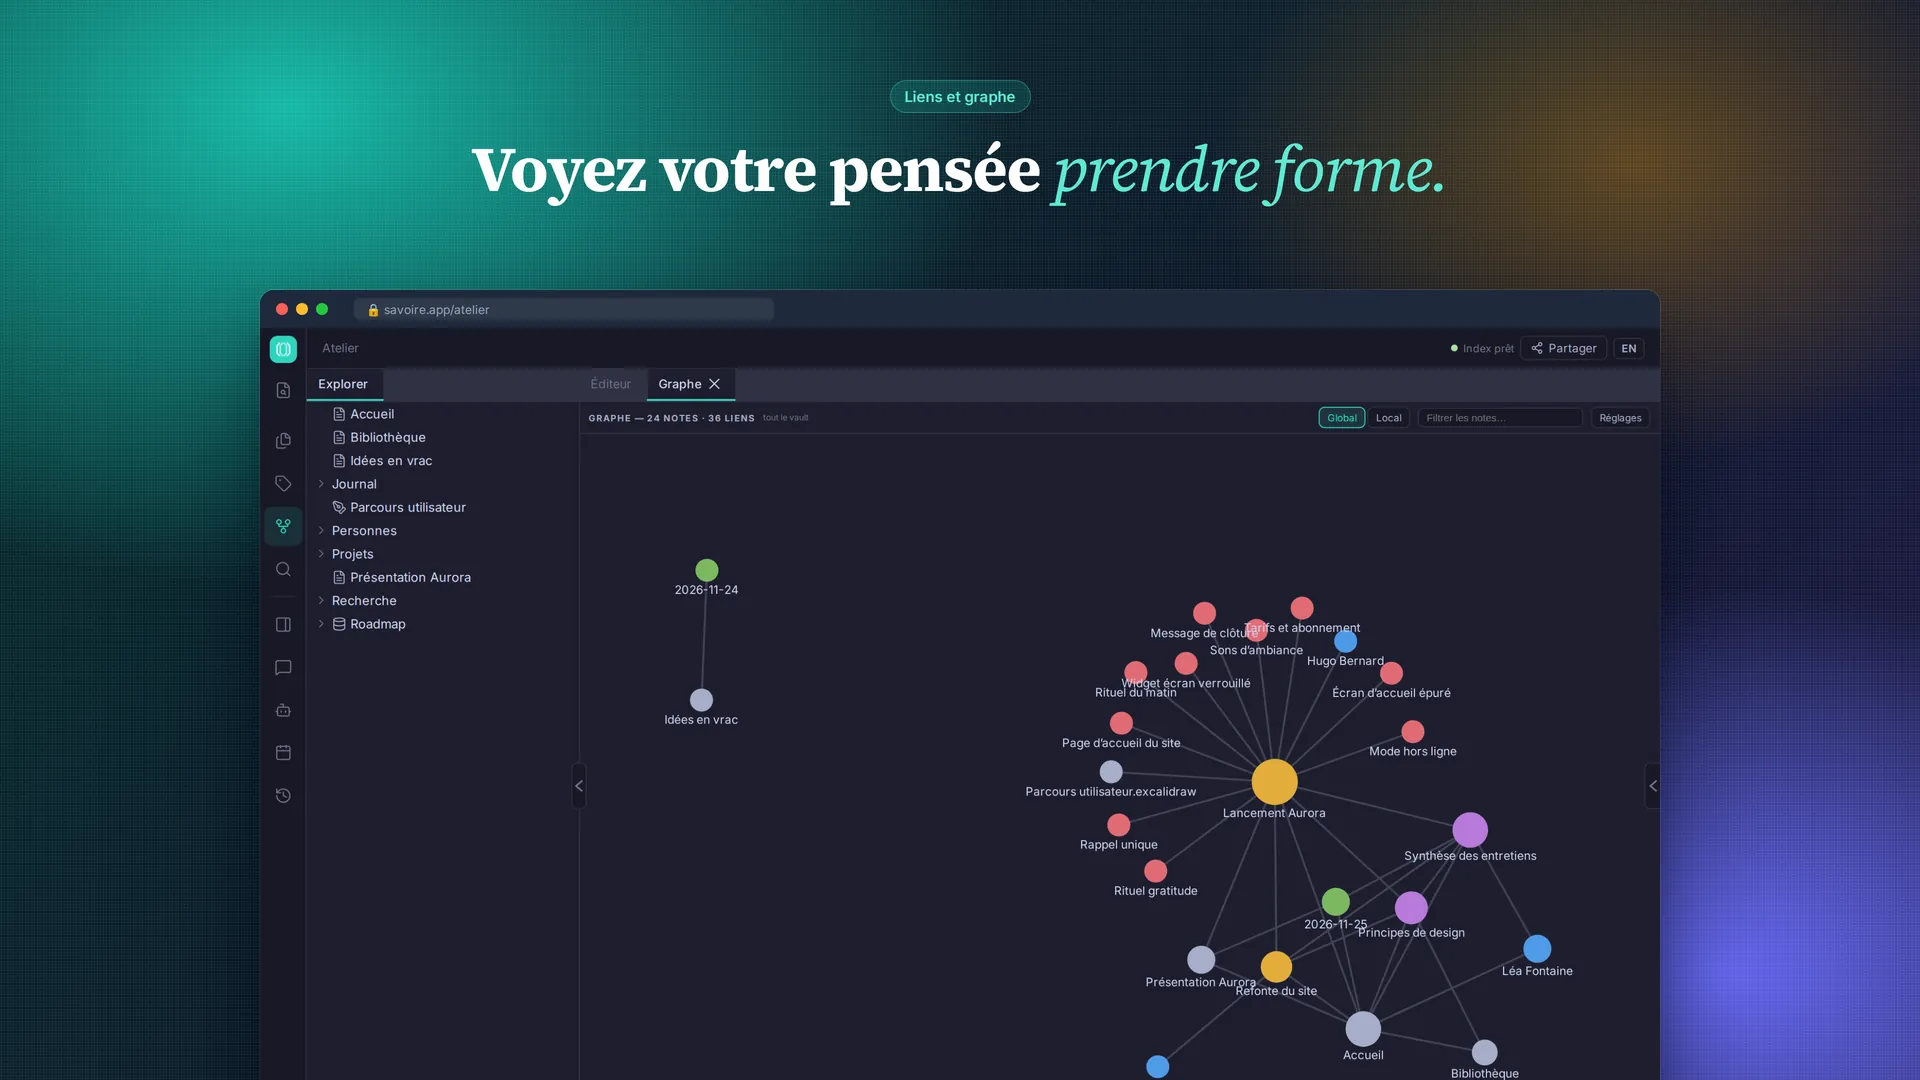 Liens et graphe
Voyez votre pensée prendre forme.
savoire.app/atelier
Atelier
Index prêt
Partager
EN
Explorer
Éditeur
Graphe
Accueil
Bibliothèque
Idées en vrac
Journal
Parcours utilisateur
Personnes
Projets
Présentation Aurora
Recherche
Roadmap
GRAPHE — 24 NOTES · 36 LIENS tout le vault
Global
Local
Filtrer les notes...
Réglages
2026-11-24
Idées en vrac
Message de clôture
Tarifs et abonnement
Sons d'ambiance
Hugo Bernard
Widget écran verrouillé
Rituel du matin
Écran d'accueil épuré
Page d'accueil du site
Mode hors ligne
Parcours utilisateur.excalidraw
Lancement Aurora
Rappel unique
Synthèse des entretiens
Rituel gratitude
2026-11-25
Principes de design
Léa Fontaine
Présentation Aurora
Refonte du site
Accueil
Bibliothèque